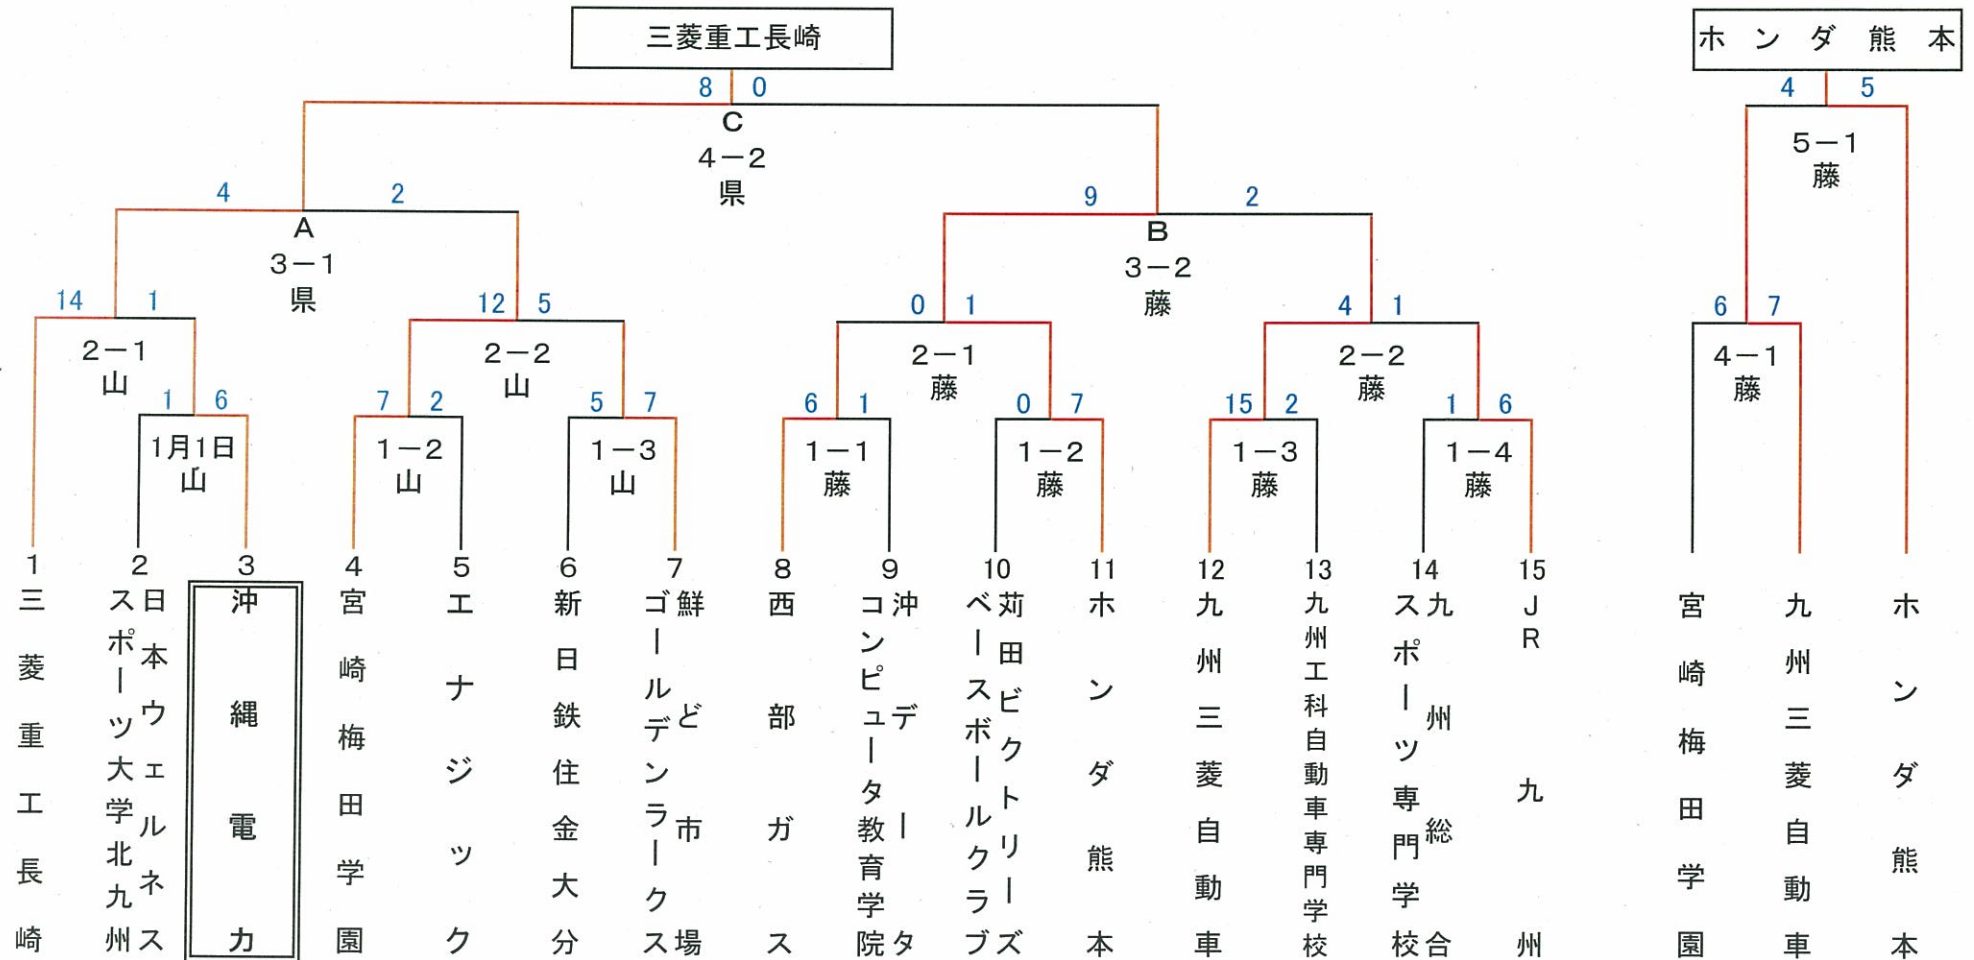 三菱重工長崎
ホンダ熊本
8 0
4 5
C
4－2
県
5－1
藤
4 2
9 2
A
3－1
県
B
3－2
藤
14 1
12 5
0 1
4 1
6 7
2－1
山
2－2
山
2－1
藤
2－2
藤
4－1
藤
1 6
7 2
5 7
6 1
0 7
15 2
1 6
1月1日
山
1－2
山
1－3
山
1－1
藤
1－2
藤
1－3
藤
1－4
藤
1
三菱重工長崎
2
日本ウェルネス
スポーツ大学北九州
3
沖縄電力
4
宮崎梅田学園
5
エナジック
6
新日鉄住金大分
7
鮮ど市場
ゴールデンラークス
8
西部ガス
9
沖データ
コンピュータ教育学院
10
苅田ビクトリーズ
ベースボールクラブ
11
ホンダ熊本
12
九州三菱自動車
13
九州工科自動車専門学校
14
九州総合
スポーツ専門学校
15
JR九州
宮崎梅田学園
九州三菱自動車
ホンダ熊本